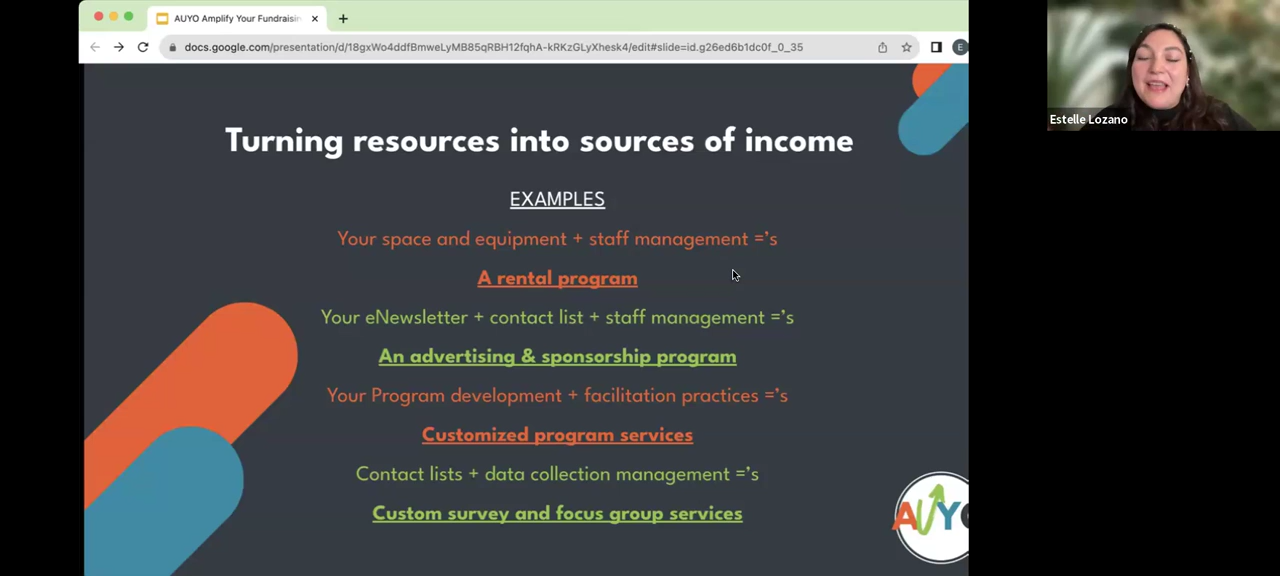 AUYO Amplify Your Fundraisin
docs.google.com/presentation/d/18gxWo4ddfBmweLyMB85qRBH12fqhA-kRKzGLyXhesk4/edit#slide=id.g26ed6b1dc0f_0_35
E
Estelle Lozano
Turning resources into sources of income
EXAMPLES
Your space and equipment + staff management =’s
A rental program
Your eNewsletter + contact list + staff management =’s
An advertising & sponsorship program
Your Program development + facilitation practices =’s
Customized program services
Contact lists + data collection management =’s
Custom survey and focus group services
AUYO